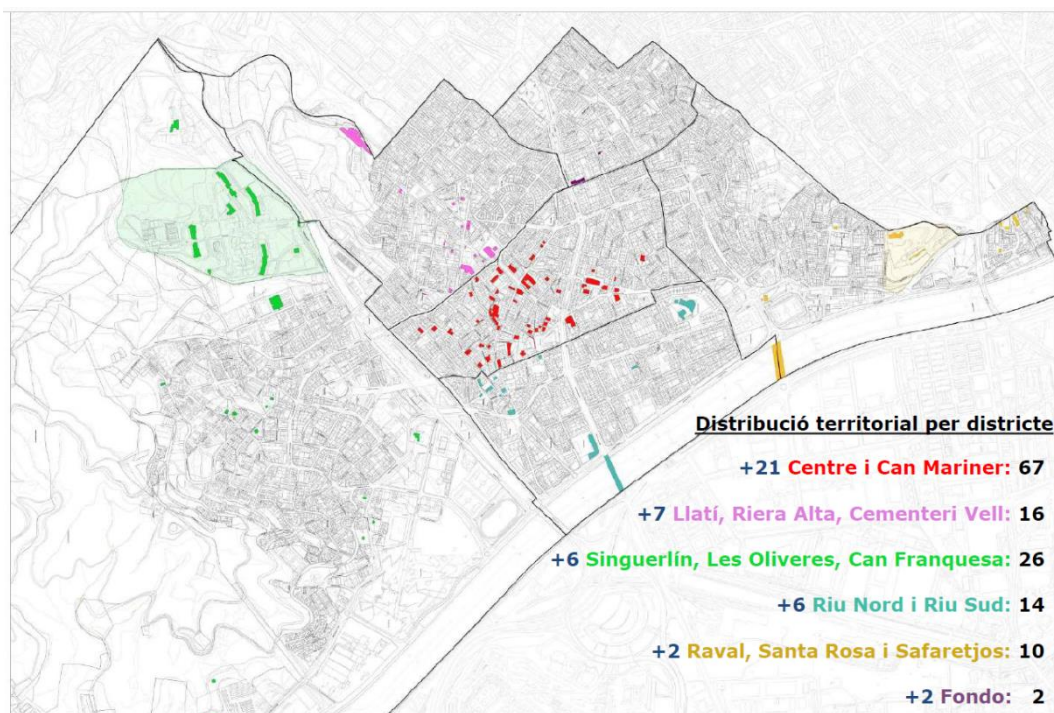 Distribució territorial per districte
+21 Centre i Can Mariner: 67
+7 Llatí, Riera Alta, Cementeri Vell: 16
+6 Singuerlín, Les Oliveres, Can Franquesa: 26
+6 Riu Nord i Riu Sud: 14
+2 Raval, Santa Rosa i Safaretjos: 10
+2 Fondo: 2